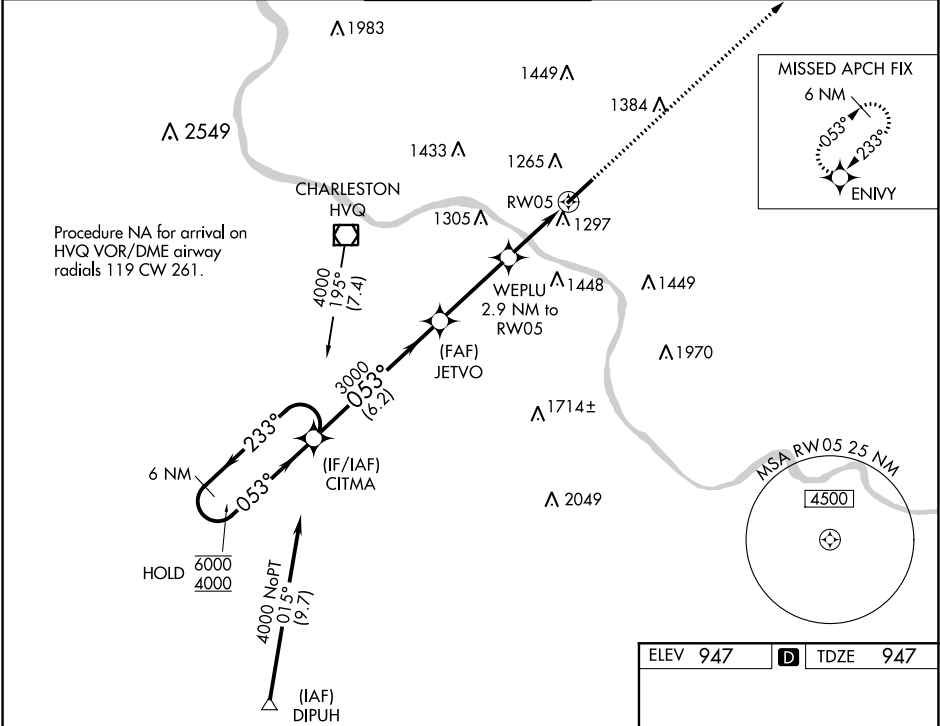 1983
1449
MISSED APCH FIX
6 NM
053°
233°
ENIVY
1384
2549
1433
1265
CHARLESTON
HVQ
RW05
1305
1297
Procedure NA for arrival on
HVQ VOR/DME airway
radials 119 CW 261.
4000
195°
(7.4)
WEPLU
2.9 NM to
RW05
1448
1449
(FAF)
JETVO
1970
3000
053°
(6.2)
1714±
233°
6 NM
053°
(IF/IAF)
CITMA
MSA RW05 25 NM
4500
2049
HOLD
6000
4000
4000 NoPT
015°
(9.7)
(IAF)
DIPUH
ELEV 947 D TDZE 947